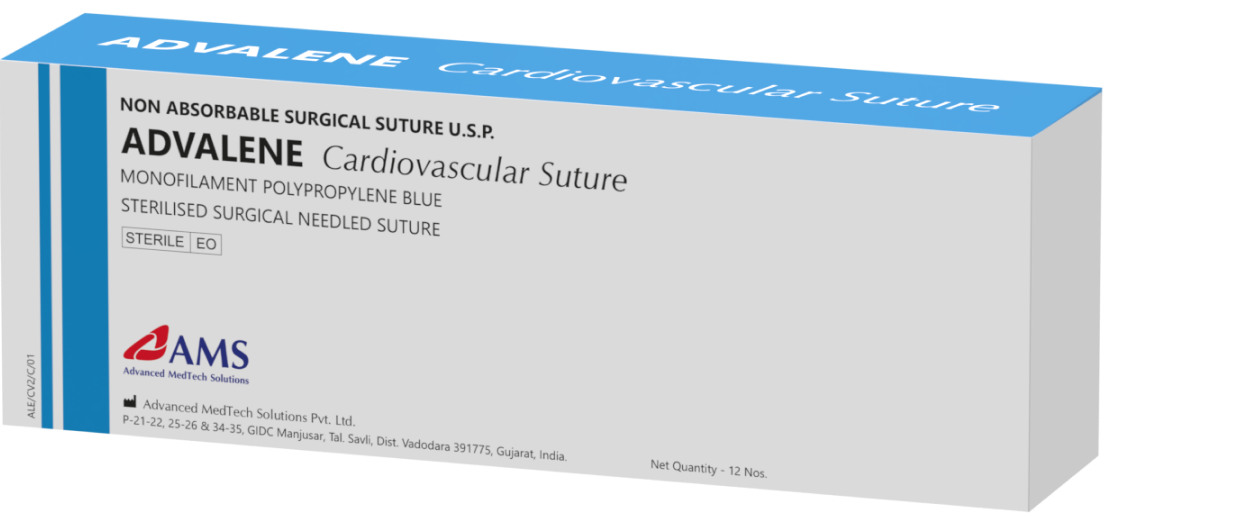 ADVALENE Cardiovascular Suture
NON ABSORBABLE SURGICAL SUTURE U.S.P.
ADVALENE Cardiovascular Suture
MONOFILAMENT POLYPROPYLENE BLUE
STERILISED SURGICAL NEEDLED SUTURE
STERILE EO
AMS
Advanced MedTech Solutions
Advanced MedTech Solutions Pvt. Ltd.
P-21-22, 25-26 & 34-35, GIDC Manjusar, Tal. Savli, Dist. Vadodara 391775, Gujarat, India.
Net Quantity - 12 Nos.
ALE/CV2/C/01